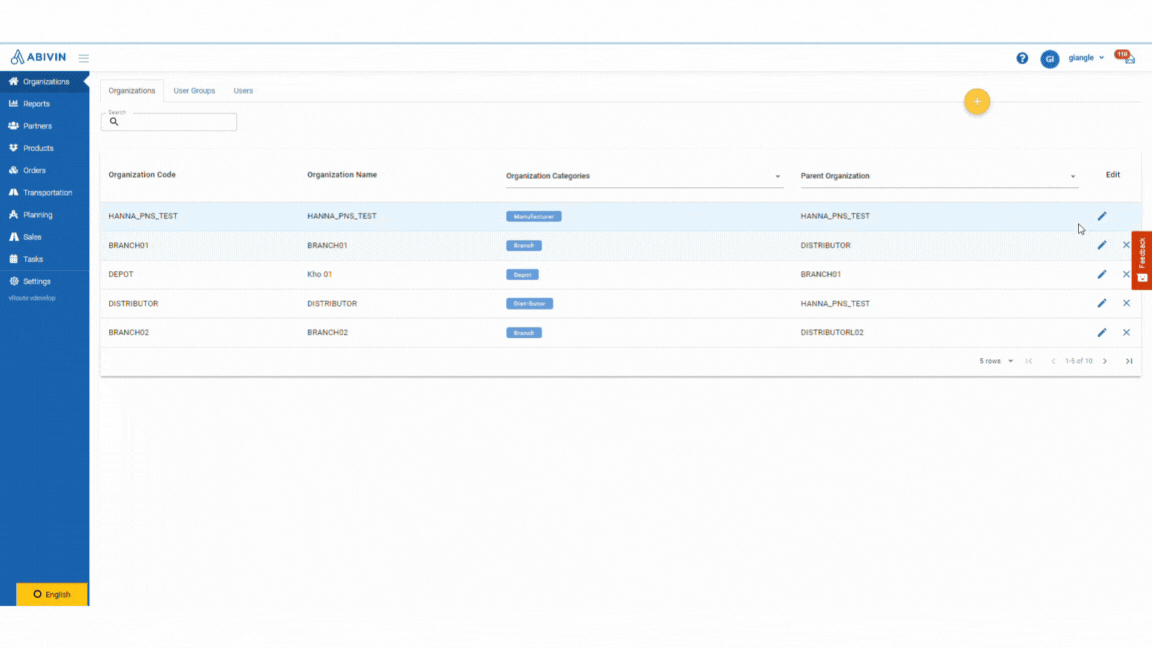 ABIVIN
GI
giangle
118
Organizations
Reports
Partners
Products
Orders
Transportation
Planning
Sales
Tasks
Settings
vRoute vdevelop
English
Organizations User Groups Users
Search
Organization Code Organization Name Organization Categories Parent Organization Edit
HANNA_PNS_TEST HANNA_PNS_TEST Manufacturer HANNA_PNS_TEST
BRANCH01 BRANCH01 Branch DISTRIBUTOR
DEPOT Kho 01 Depot BRANCH01
DISTRIBUTOR DISTRIBUTOR Distributor HANNA_PNS_TEST
BRANCH02 BRANCH02 Branch DISTRIBUTORL02
5 rows 1-5 of 10
Feedback